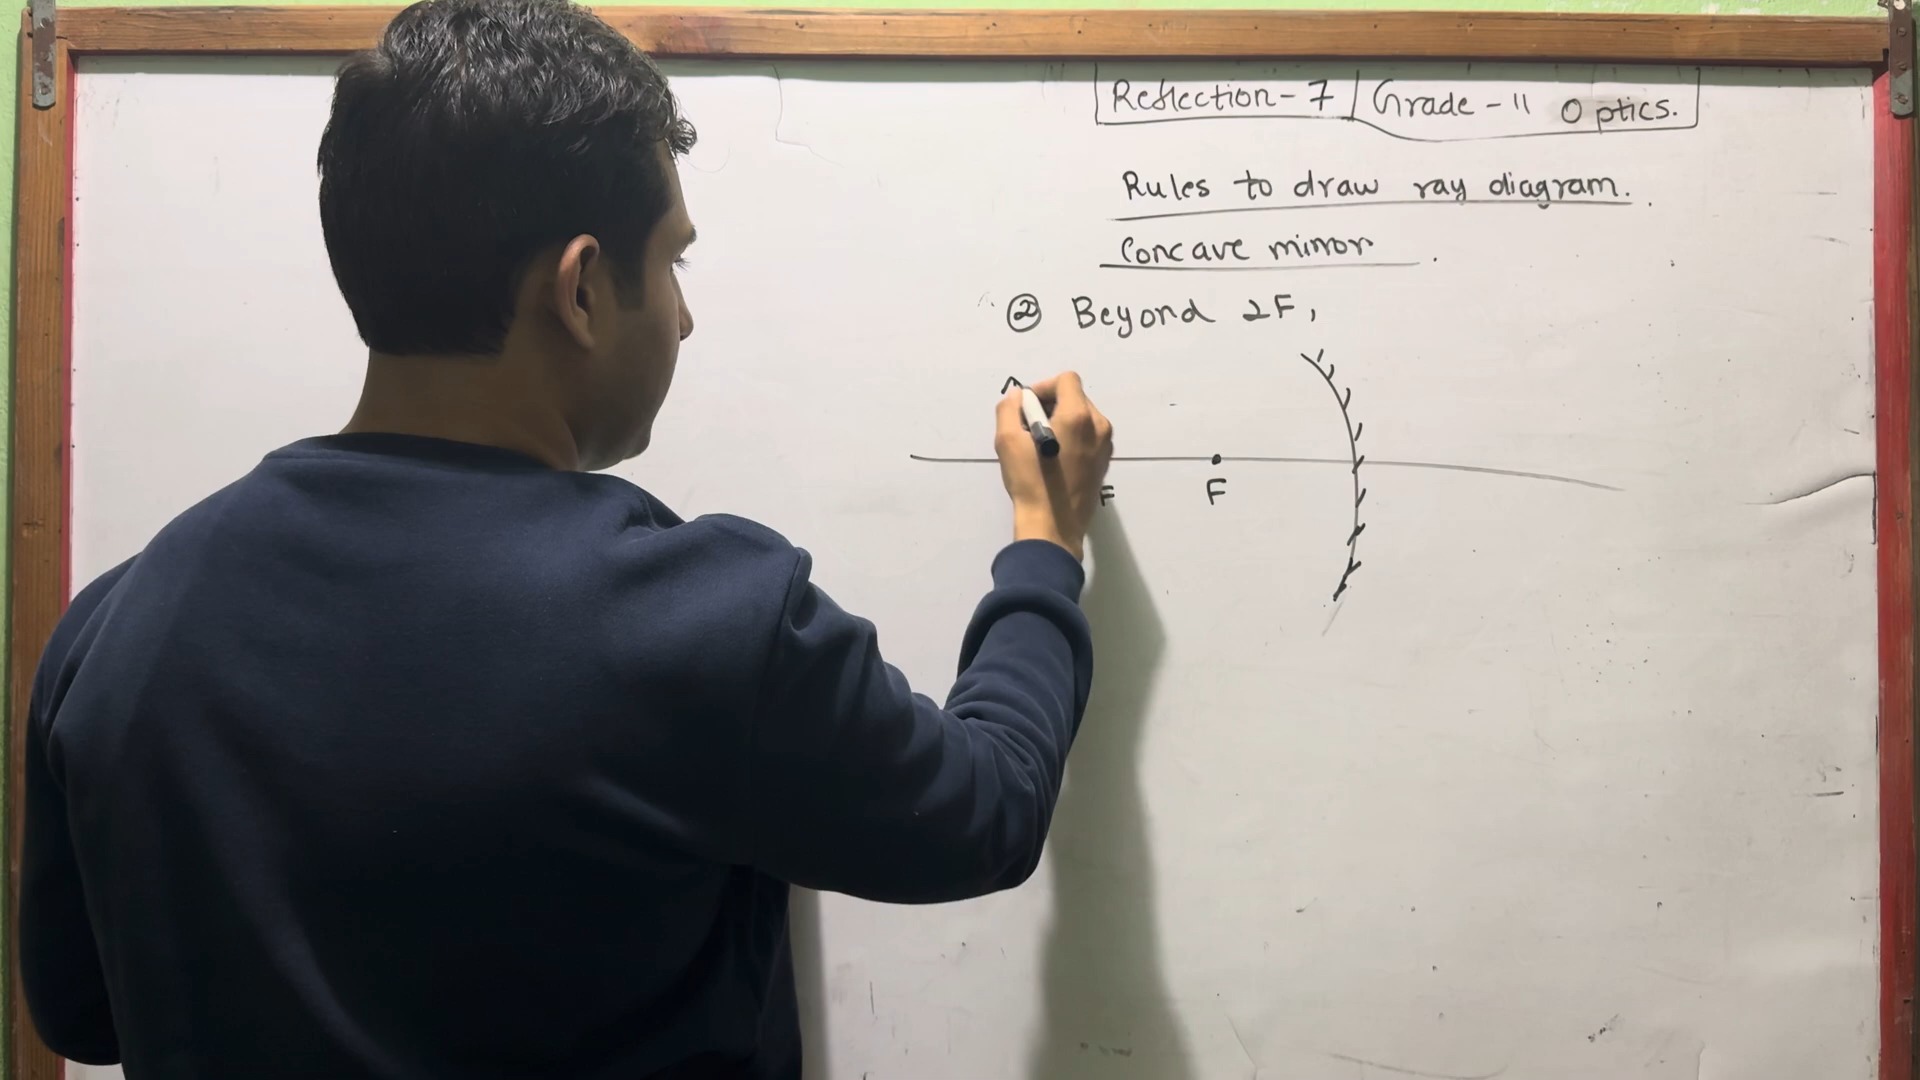 Reflection - 7 | Grade - 11 Optics.
Rules to draw ray diagram.
Concave mirror.
② Beyond 2F,
F F